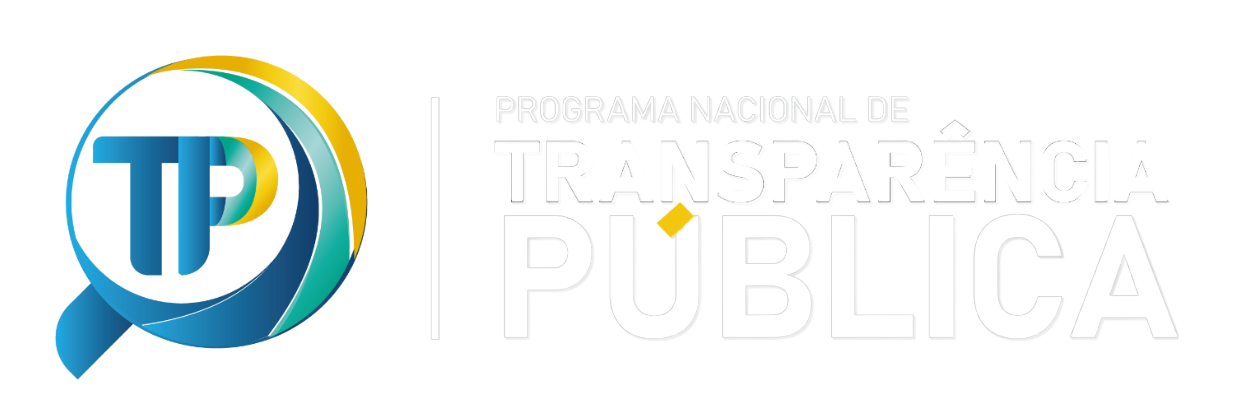 TP
PROGRAMA NACIONAL DE
TRANSPARÊNCIA
PÚBLICA